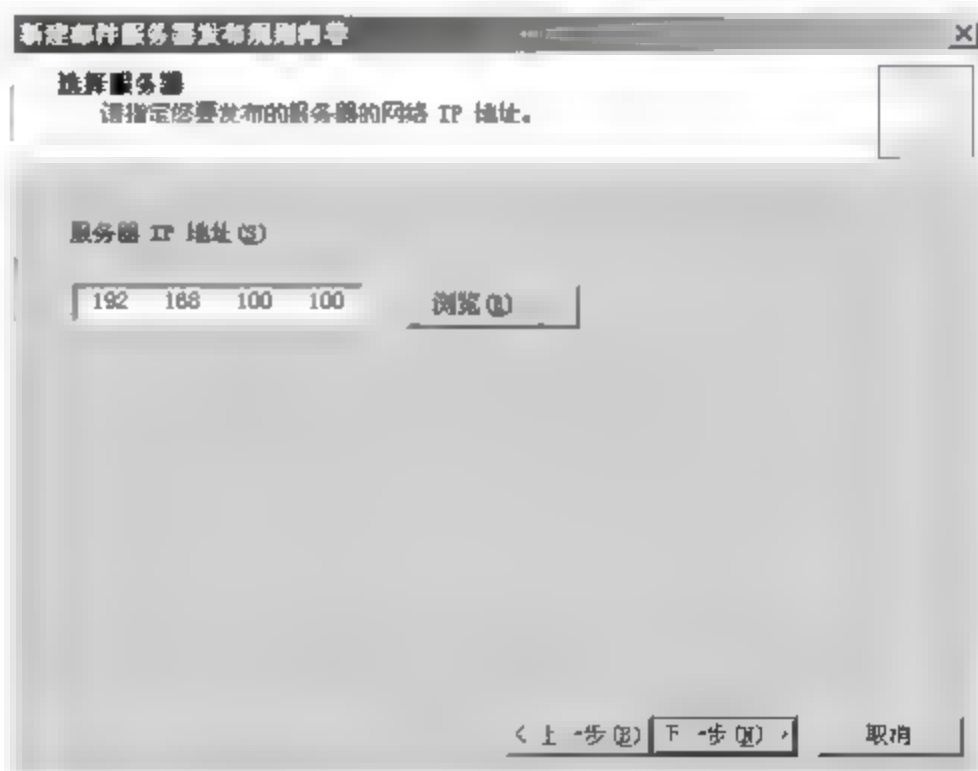 新建邮件服务器发布规则向导
选择服务器
请指定您要发布的服务器的网络 IP 地址。
服务器 IP 地址(S)
192 168 100 100 浏览(R)
< 上一步(B) 下一步(N) > 取消